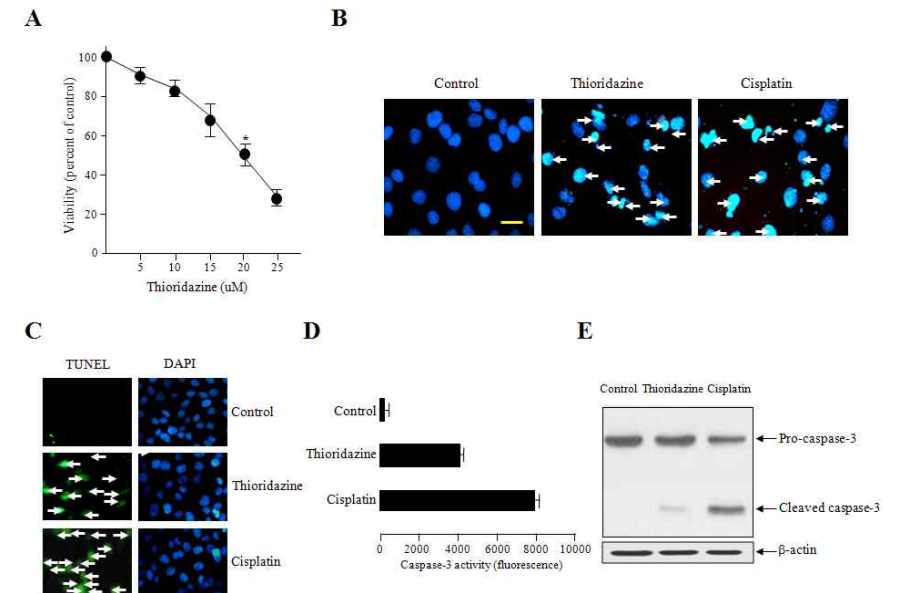 A
B
Viability (percent of control)
100
80
60
40
20
0
*
5 10 15 20 25
Thioridazine (uM)
Control Thioridazine Cisplatin
C
D
E
TUNEL DAPI
Control
Thioridazine
Cisplatin
Control
Thioridazine
Cisplatin
0 2000 4000 6000 8000 10000
Caspase-3 activity (fluorescence)
Control Thioridazine Cisplatin
Pro-caspase-3
Cleaved caspase-3
β-actin